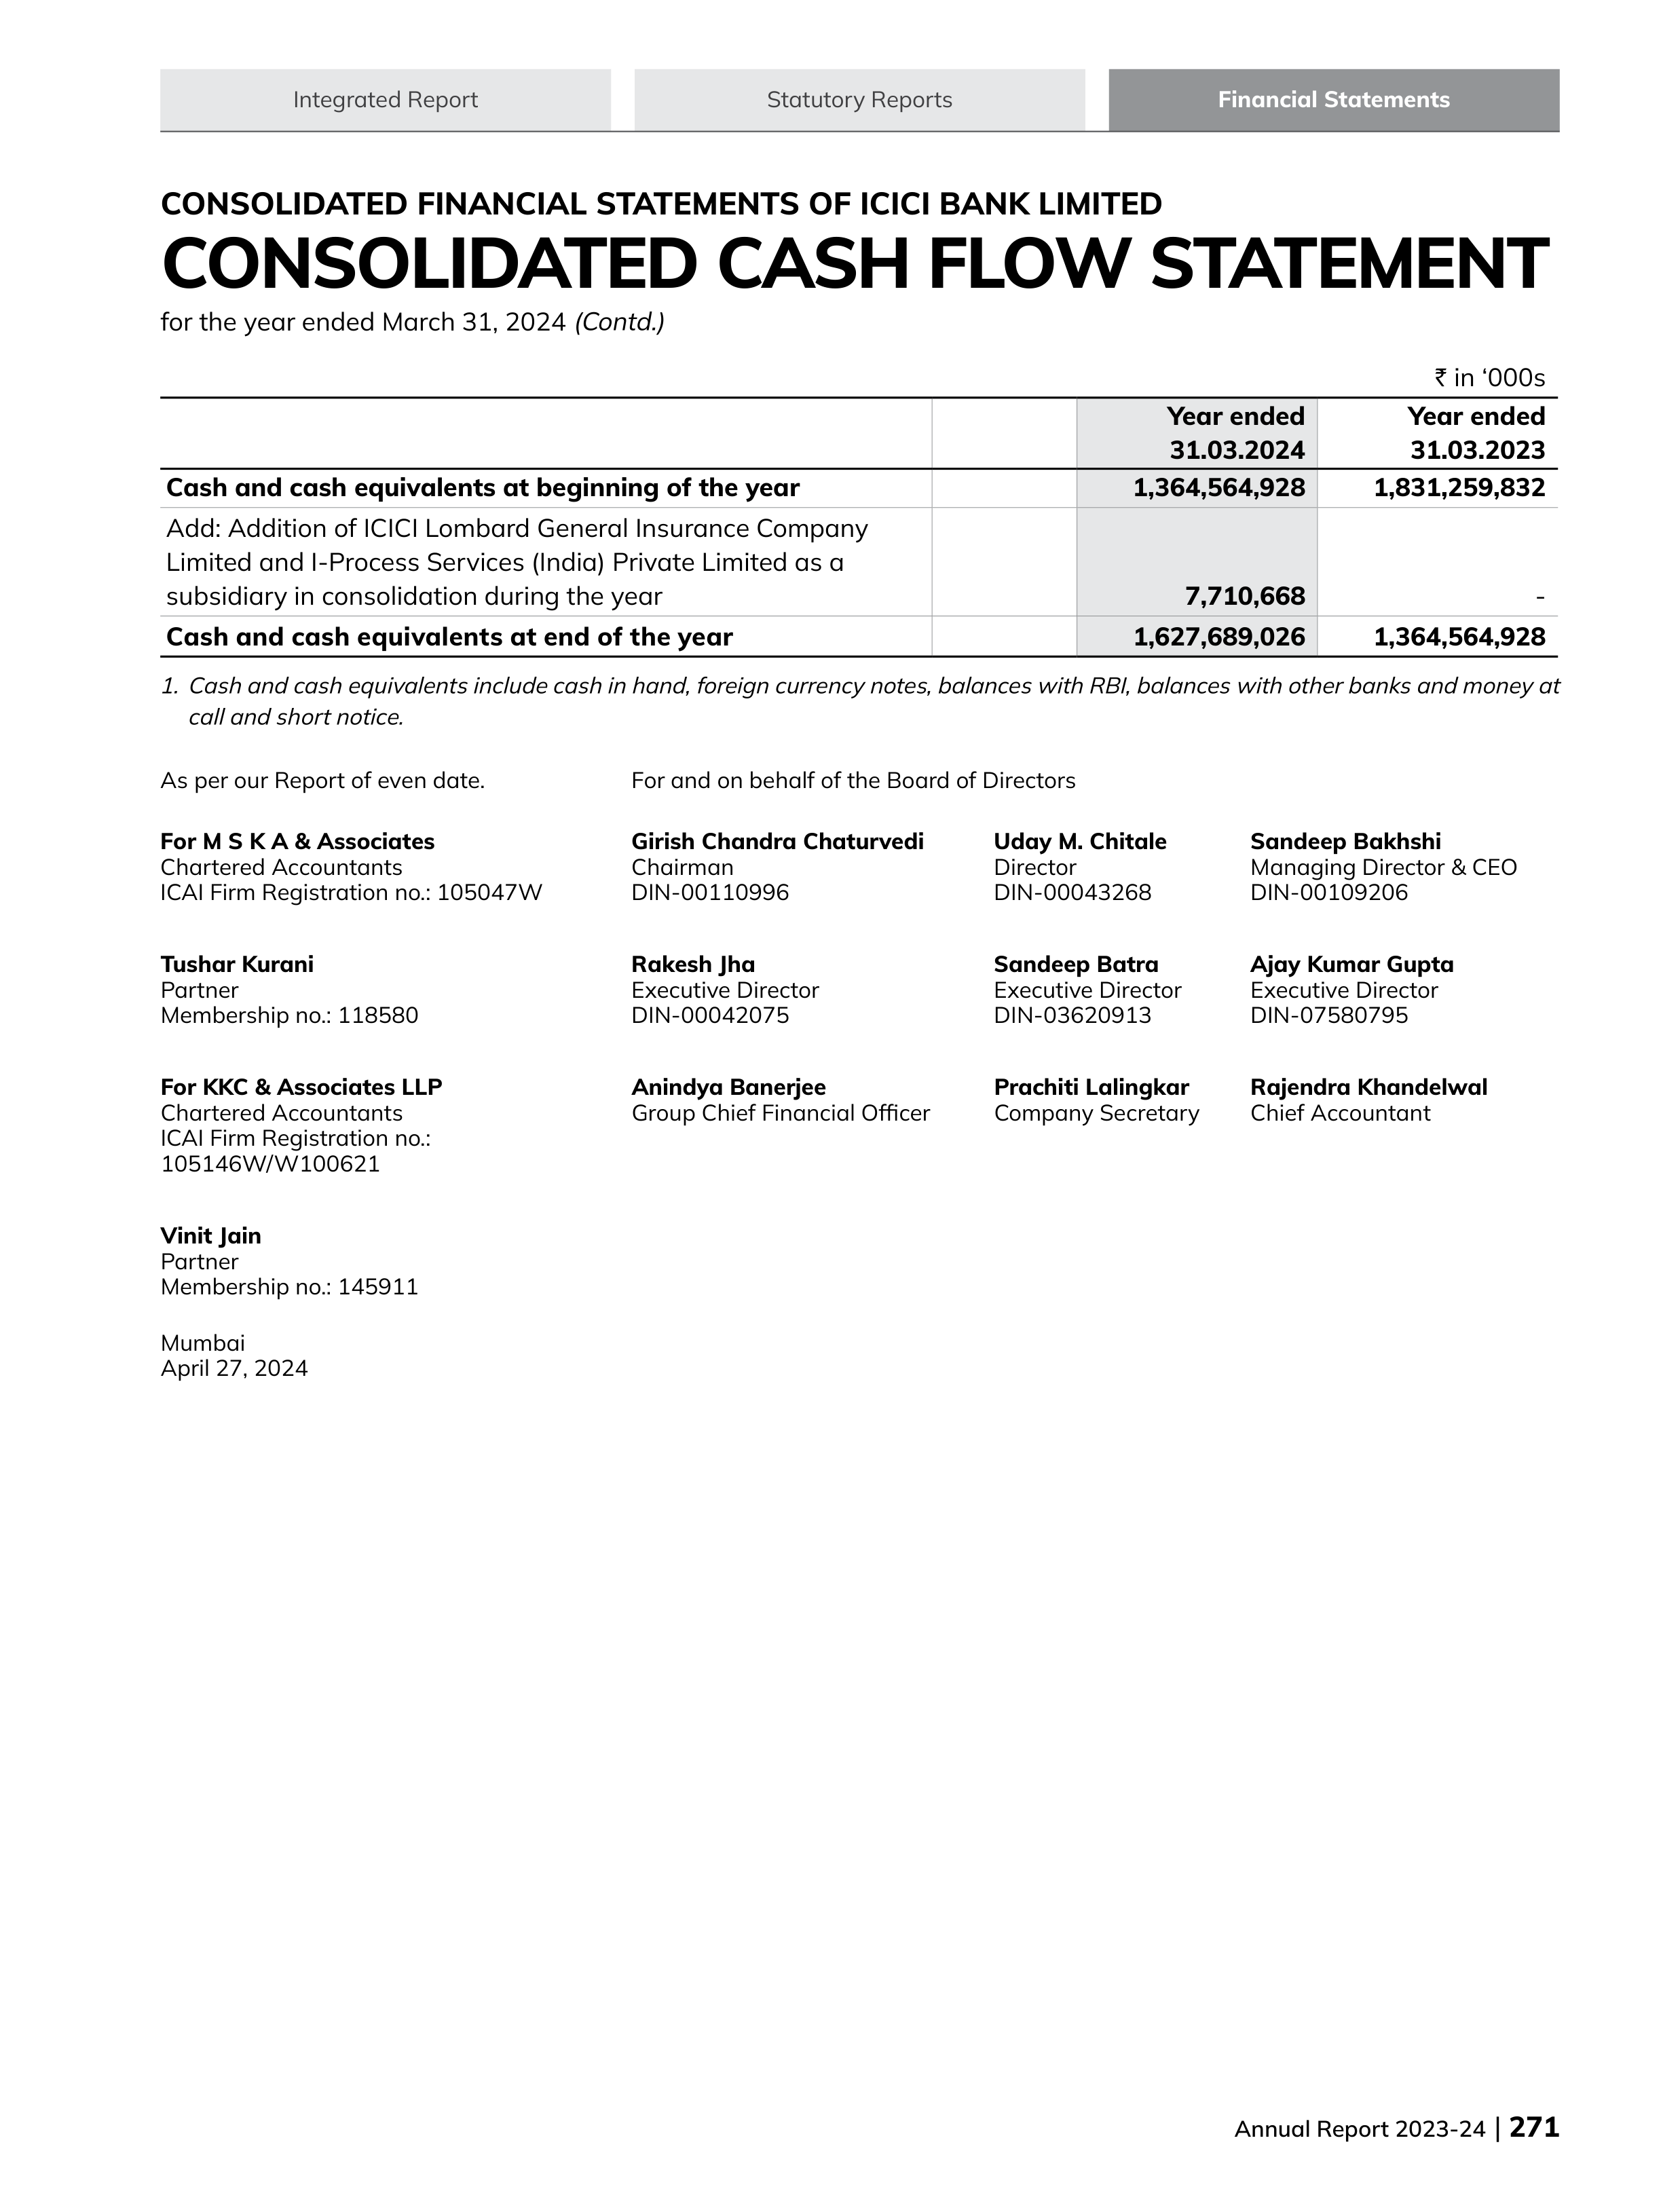 Integrated Report
Statutory Reports
Financial Statements
CONSOLIDATED FINANCIAL STATEMENTS OF ICICI BANK LIMITED
CONSOLIDATED CASH FLOW STATEMENT
for the year ended March 31, 2024 (Contd.)
₹ in ‘000s
Year ended 31.03.2024
Year ended 31.03.2023
Cash and cash equivalents at beginning of the year 1,364,564,928 1,831,259,832
Add: Addition of ICICI Lombard General Insurance Company
Limited and I-Process Services (India) Private Limited as a
subsidiary in consolidation during the year 7,710,668 -
Cash and cash equivalents at end of the year 1,627,689,026 1,364,564,928
1. Cash and cash equivalents include cash in hand, foreign currency notes, balances with RBI, balances with other banks and money at
call and short notice.
As per our Report of even date.
For and on behalf of the Board of Directors
For M S K A & Associates
Chartered Accountants
ICAI Firm Registration no.: 105047W
Girish Chandra Chaturvedi
Chairman
DIN-00110996
Uday M. Chitale
Director
DIN-00043268
Sandeep Bakhshi
Managing Director & CEO
DIN-00109206
Tushar Kurani
Partner
Membership no.: 118580
Rakesh Jha
Executive Director
DIN-00042075
Sandeep Batra
Executive Director
DIN-03620913
Ajay Kumar Gupta
Executive Director
DIN-07580795
For KKC & Associates LLP
Chartered Accountants
ICAI Firm Registration no.:
105146W/W100621
Anindya Banerjee
Group Chief Financial Officer
Prachiti Lalingkar
Company Secretary
Rajendra Khandelwal
Chief Accountant
Vinit Jain
Partner
Membership no.: 145911
Mumbai
April 27, 2024
Annual Report 2023-24 | 271